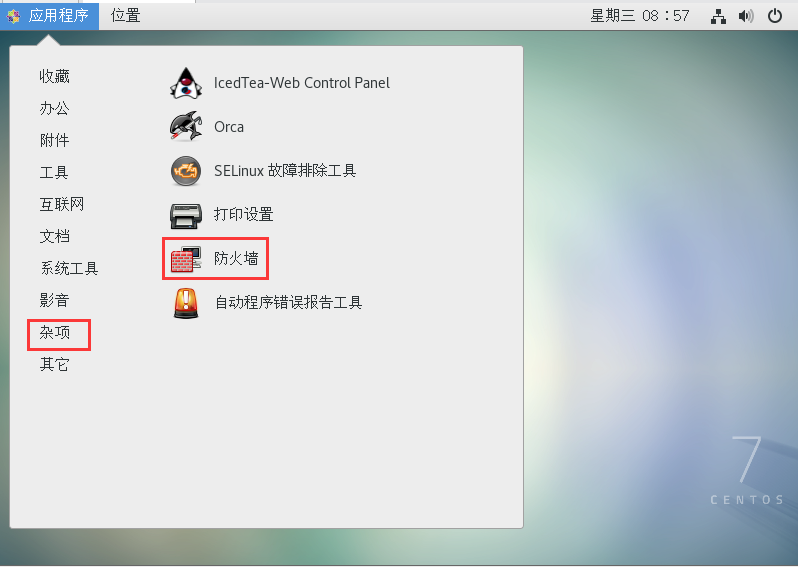 应用程序 位置 星期三 08：57
收藏
办公
附件
工具
互联网
文档
系统工具
影音
杂项
其它
IcedTea-Web Control Panel
Orca
SELinux 故障排除工具
打印设置
防火墙
自动程序错误报告工具
7
CENTOS